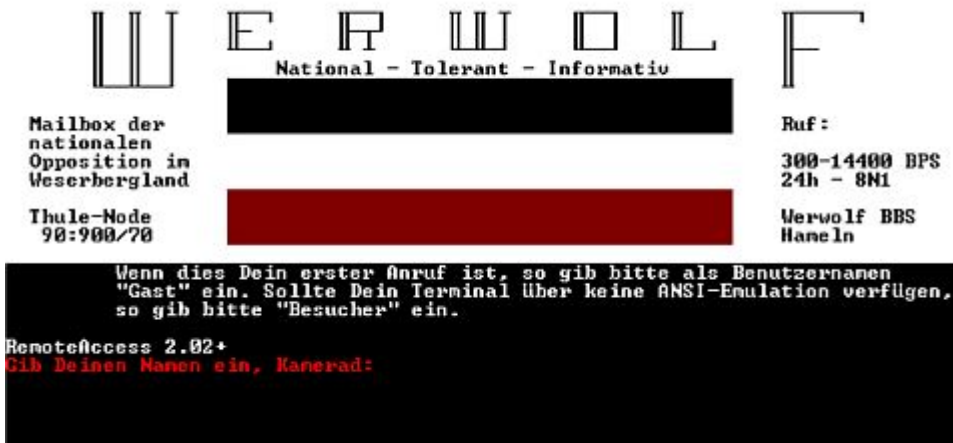 WERWOLF
National - Tolerant - Informativ
Mailbox der
nationalen
Opposition im
Weserbergland
Thule-Node
90:900/70
Ruf:
300-14400 BPS
24h - 8N1
Werwolf BBS
Hameln
Wenn dies Dein erster Anruf ist, so gib bitte als Benutzernamen
"Gast" ein. Sollte Dein Terminal über keine ANSI-Emulation verfügen,
so gib bitte "Besucher" ein.
RemoteAccess 2.02+
Gib Deinen Namen ein, Kamerad: